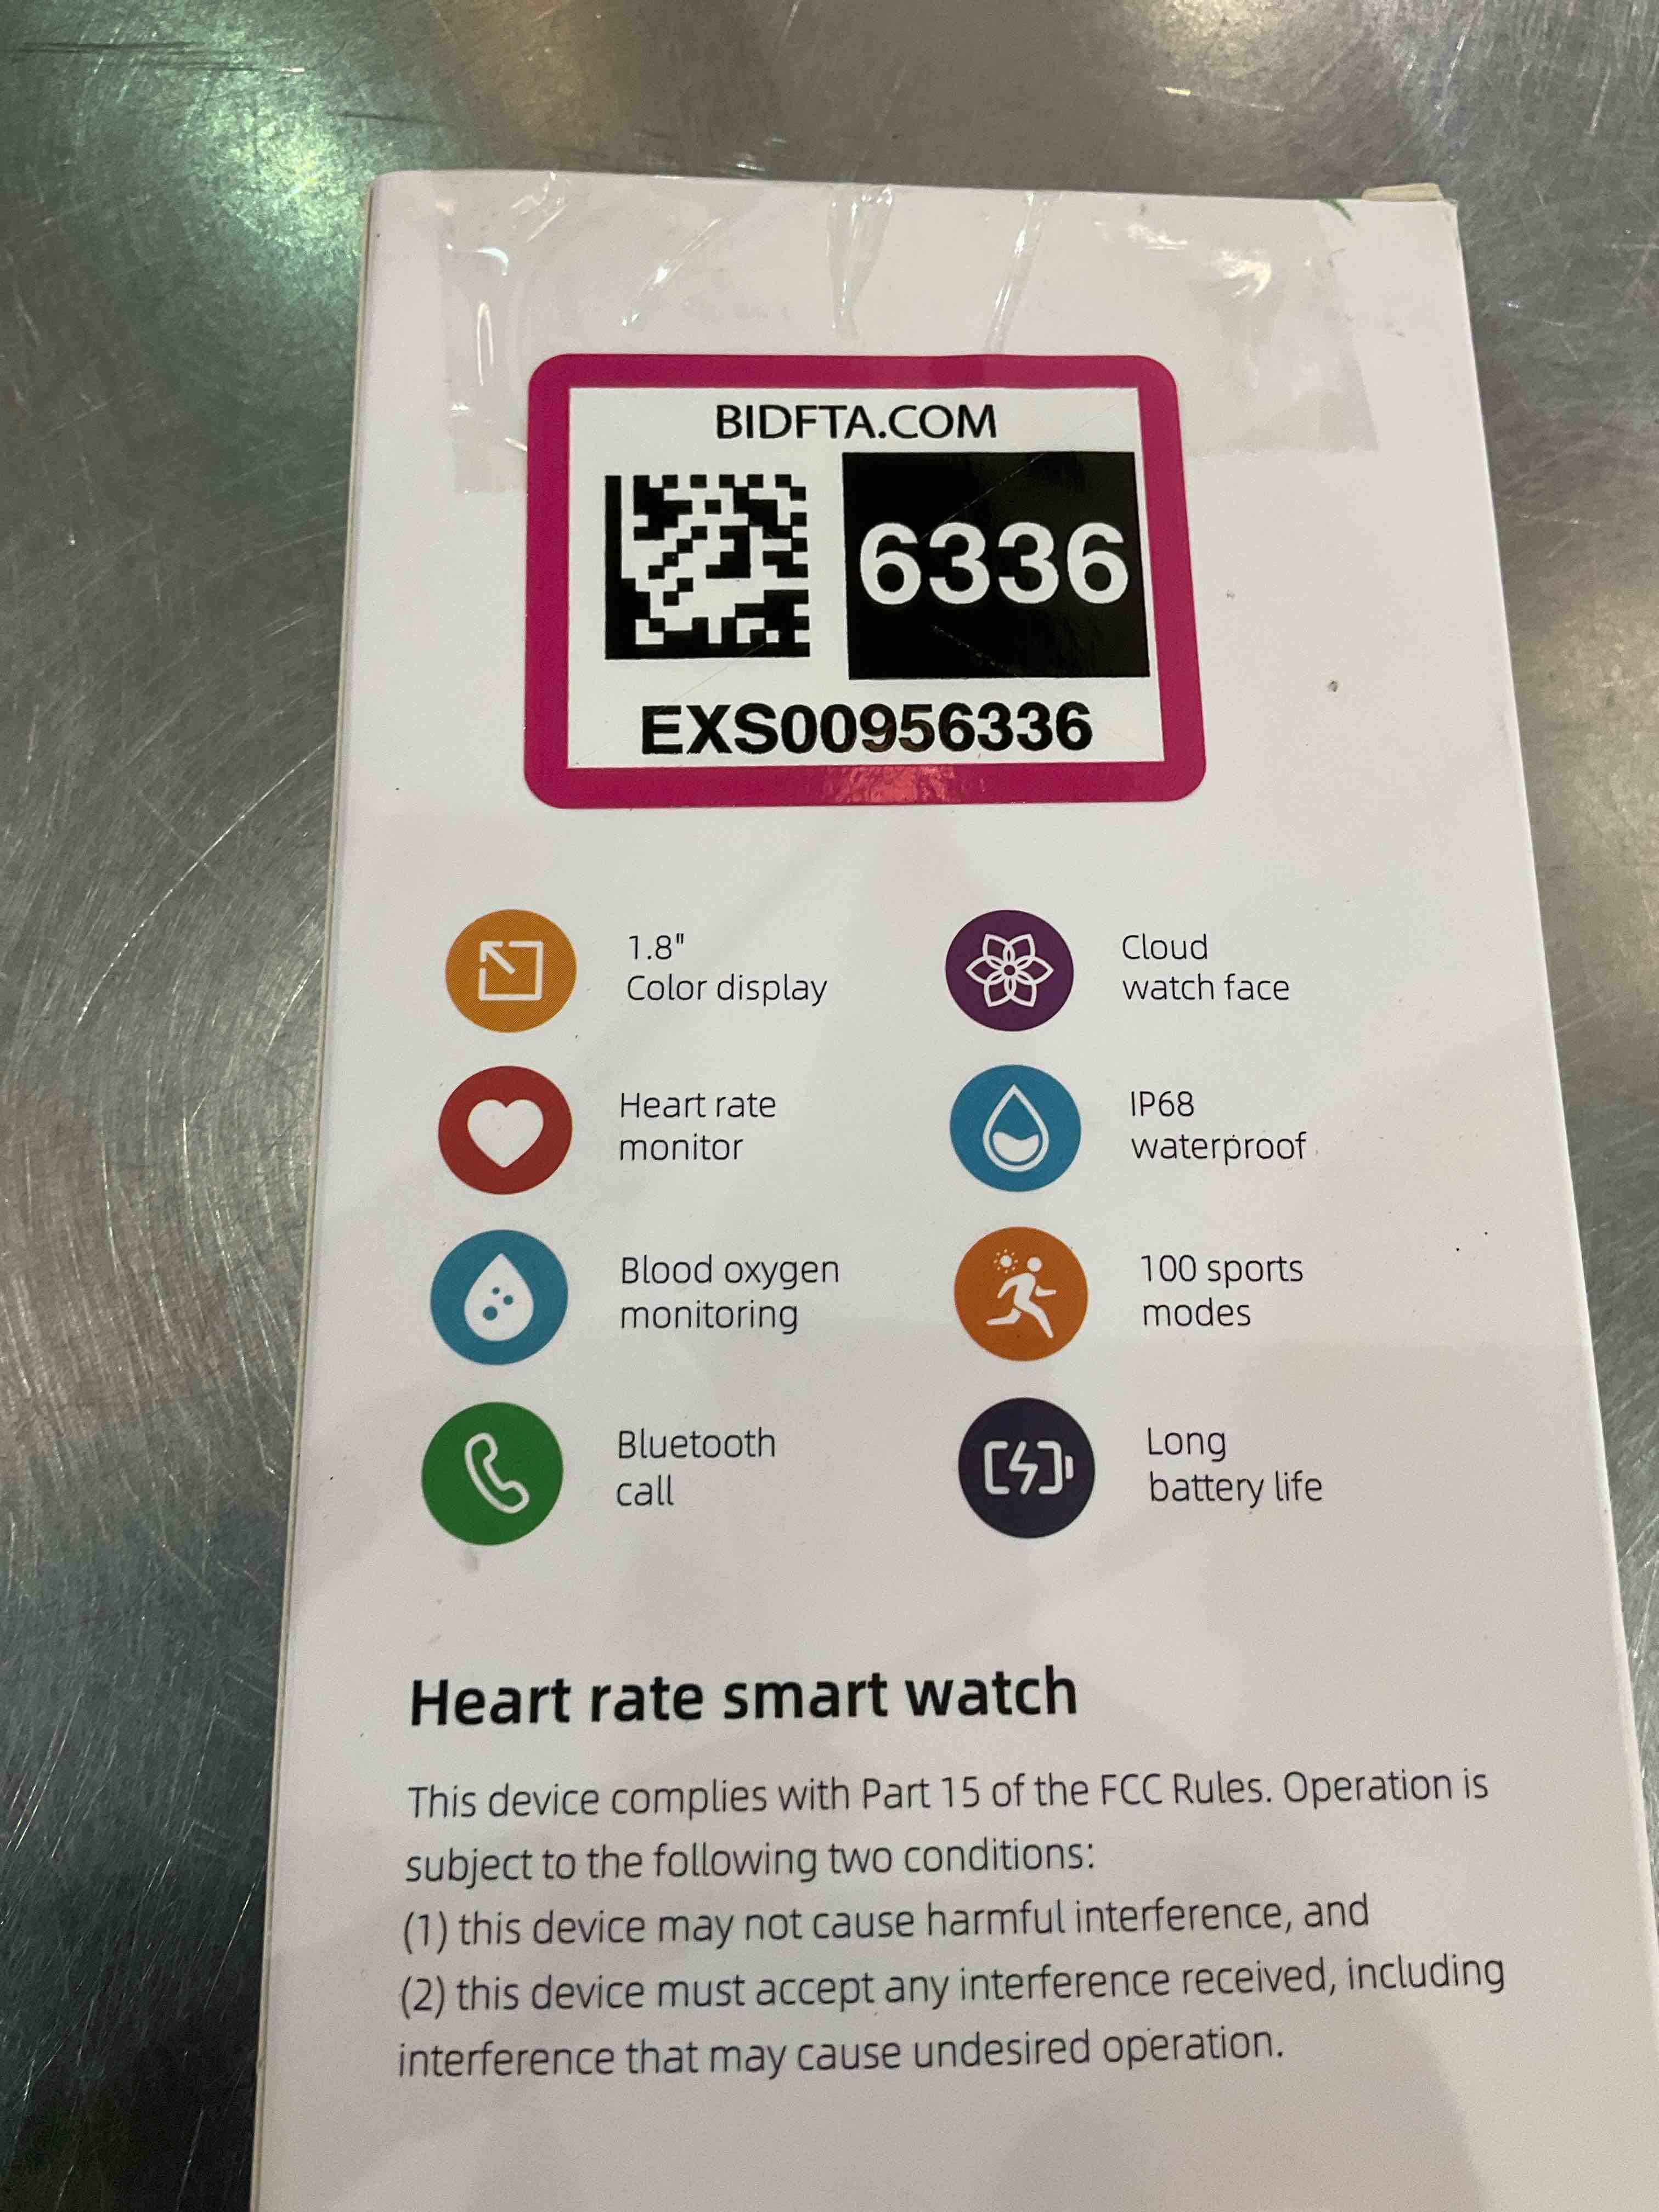 BIDFTA.COM
6336
EXS00956336
1.8"
Color display
Cloud
watch face
Heart rate
monitor
IP68
waterproof
Blood oxygen
monitoring
100 sports
modes
Bluetooth
call
Long
battery life
Heart rate smart watch
This device complies with Part 15 of the FCC Rules. Operation is
subject to the following two conditions:
(1) this device may not cause harmful interference, and
(2) this device must accept any interference received, including
interference that may cause undesired operation.